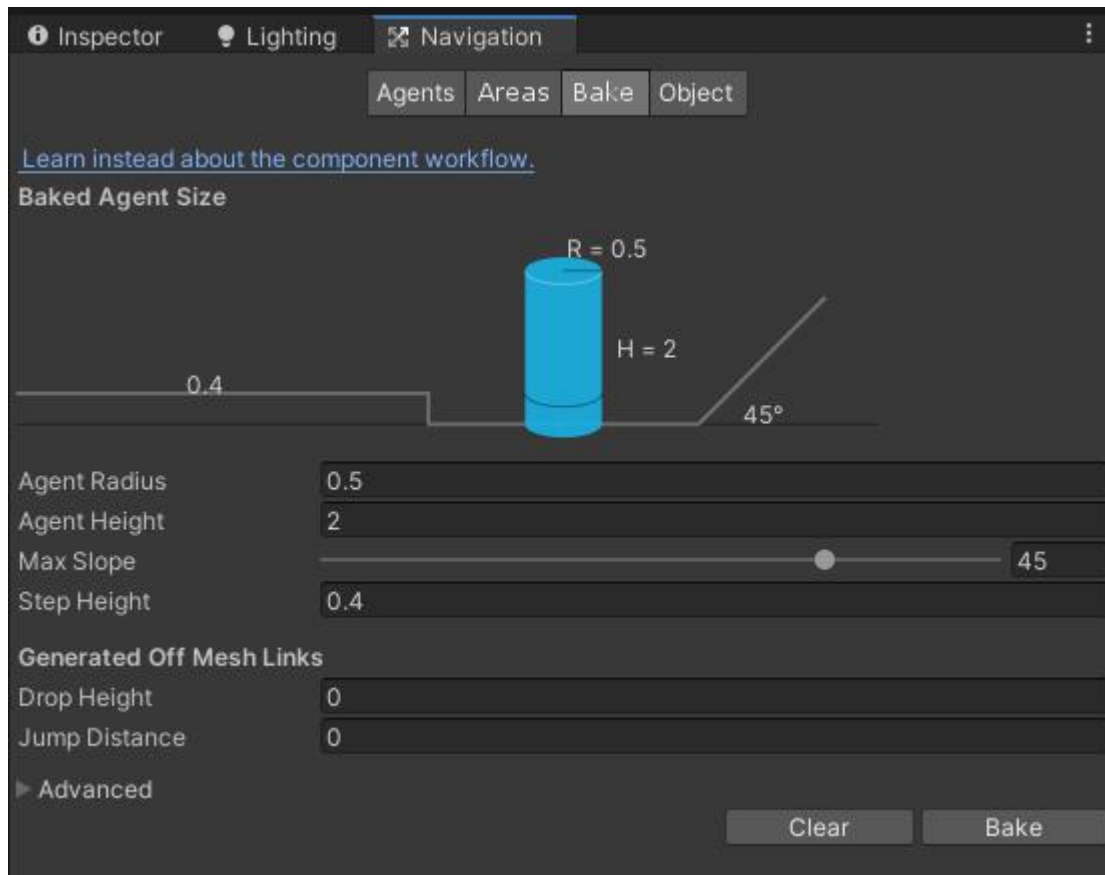 Inspector Lighting Navigation
Agents Areas Bake Object
Learn instead about the component workflow.
Baked Agent Size
R = 0.5
H = 2
0.4
45°
Agent Radius 0.5
Agent Height 2
Max Slope 45
Step Height 0.4
Generated Off Mesh Links
Drop Height 0
Jump Distance 0
Advanced
Clear Bake